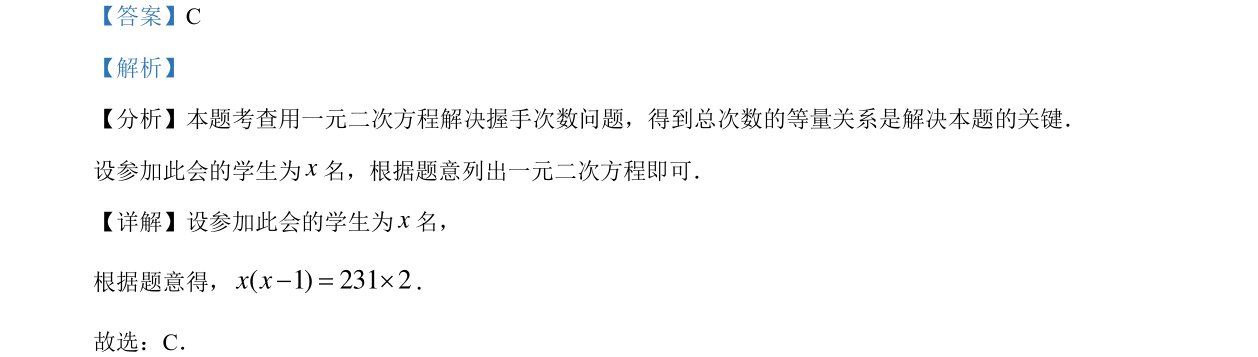 【答案】C
【解析】
【分析】本题考查用一元二次方程解决握手次数问题，得到总次数的等量关系是解决本题的关键．
设参加此会的学生为 x 名，根据题意列出一元二次方程即可．
【详解】设参加此会的学生为 x 名，
根据题意得， x(x−1)=231×2．
故选：C．